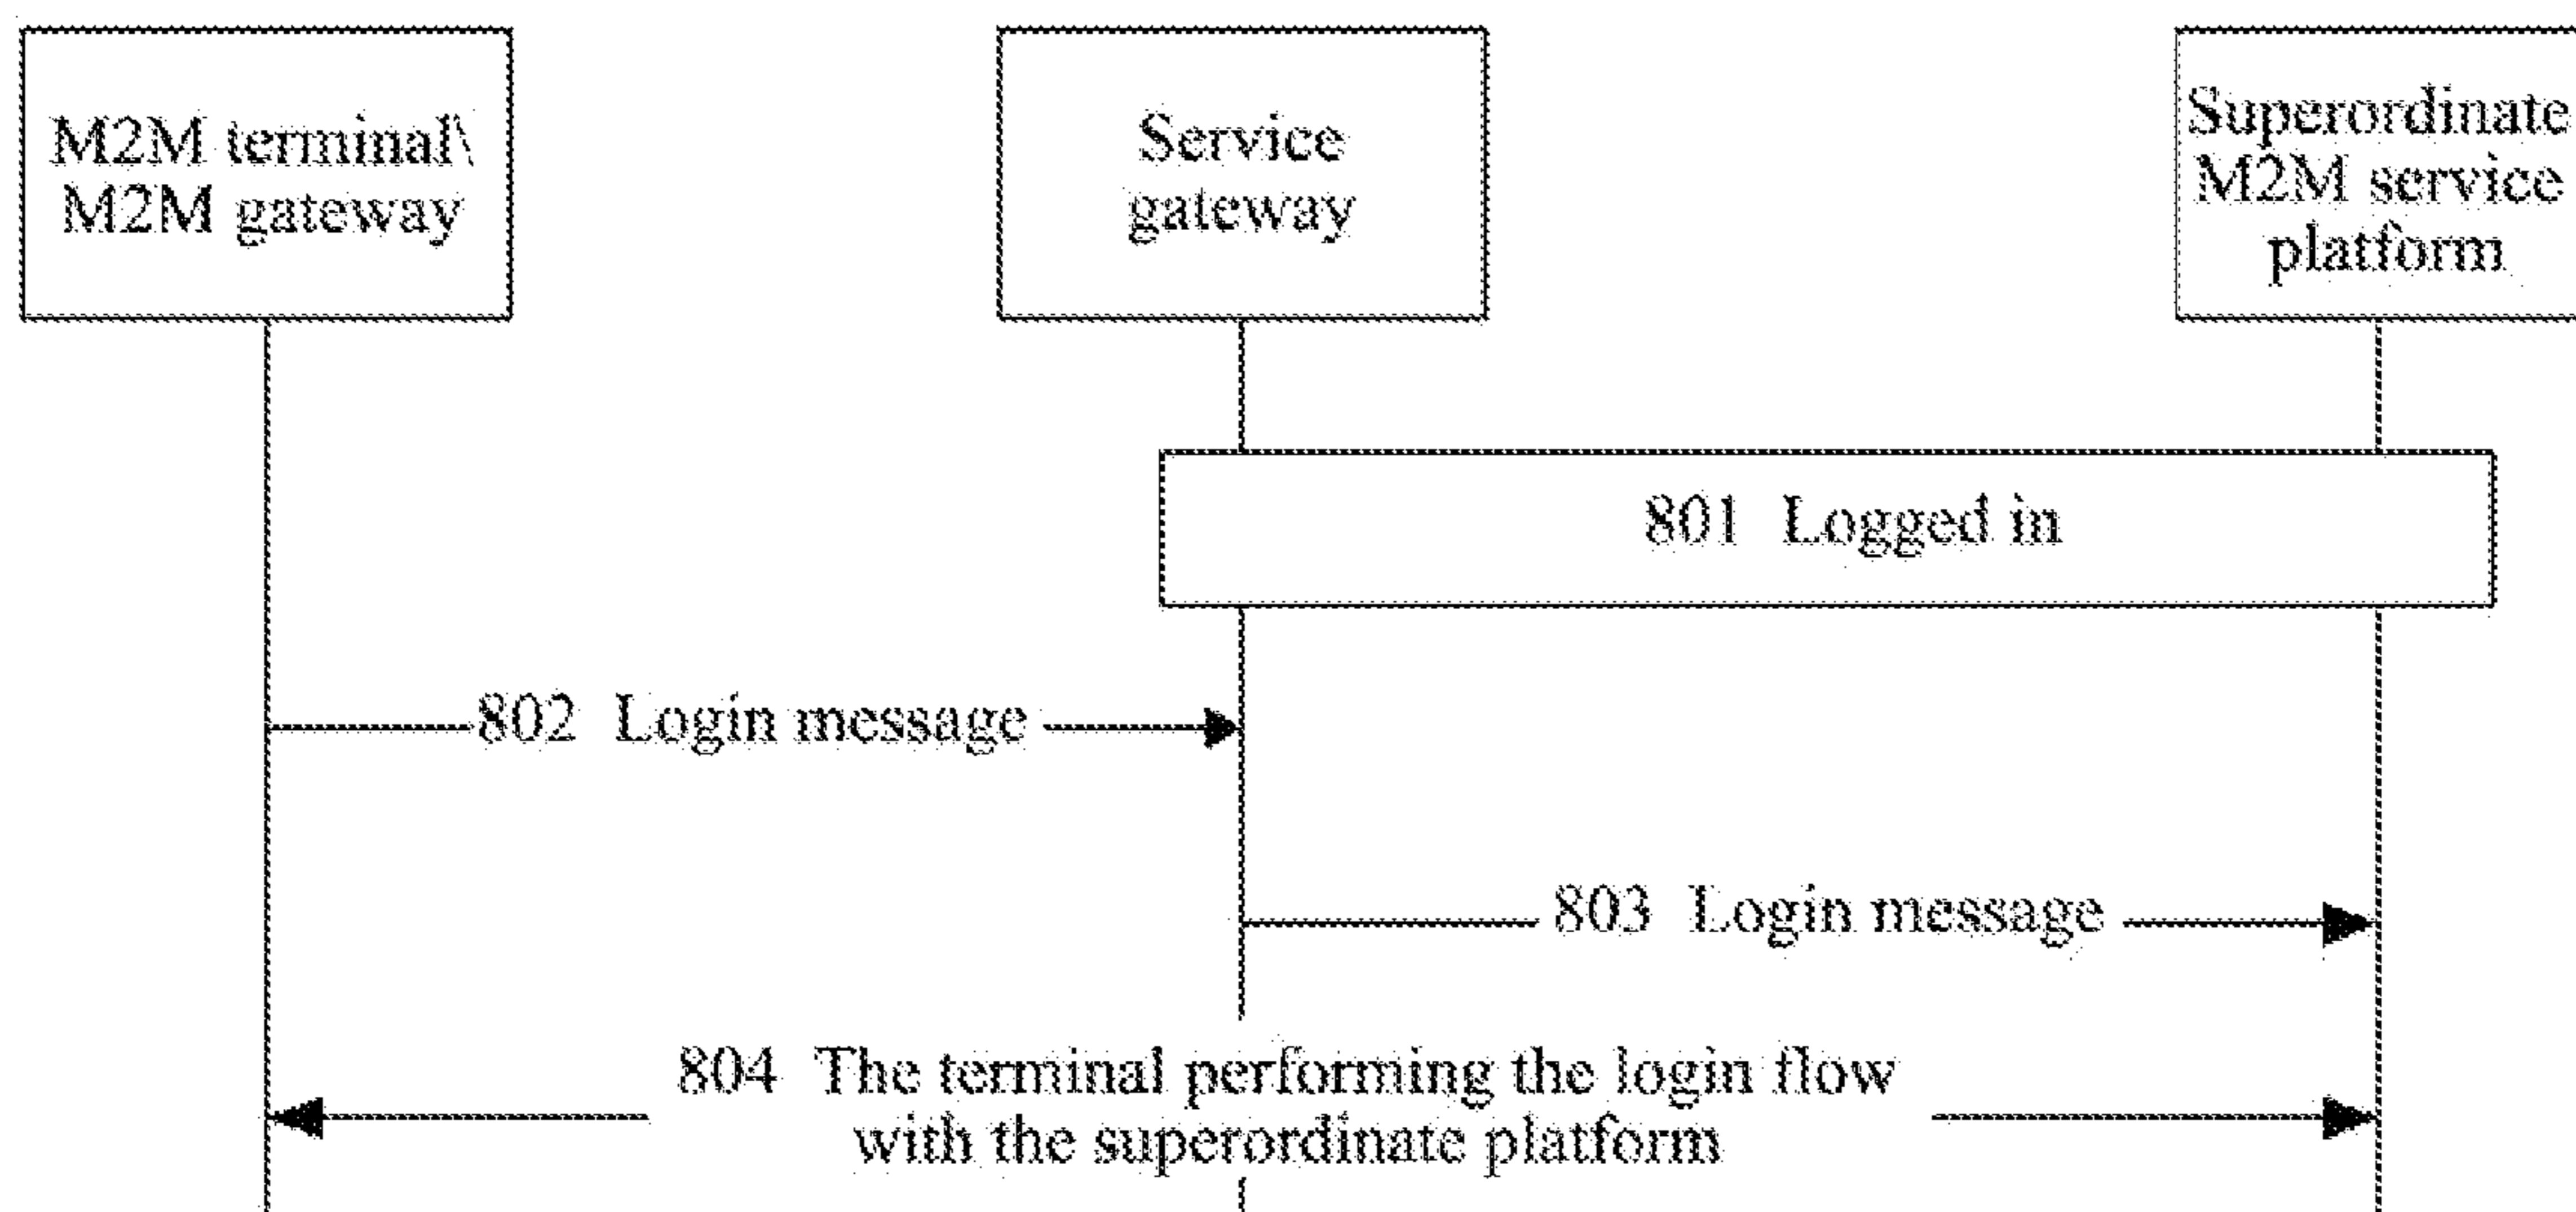 M2M terminal\
M2M gateway
Service
gateway
Superordinate
M2M service
platform
801 Logged in
802 Login message
803 Login message
804 The terminal performing the login flow
with the superordinate platform